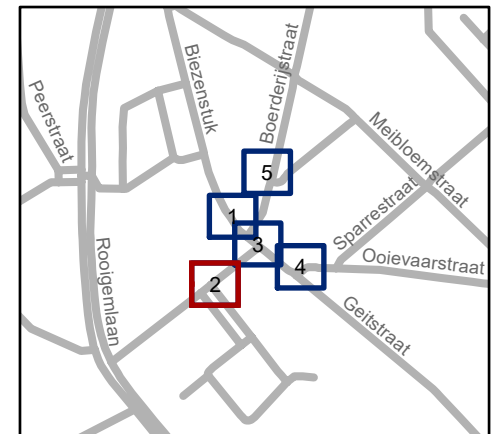 Biezenstuk
Boerderijstraat
Peerstraat
Meibloemstraat
5
Sparrestraat
1
3
Ooievaarstraat
4
Rooigemlaan
2
Geitstraat